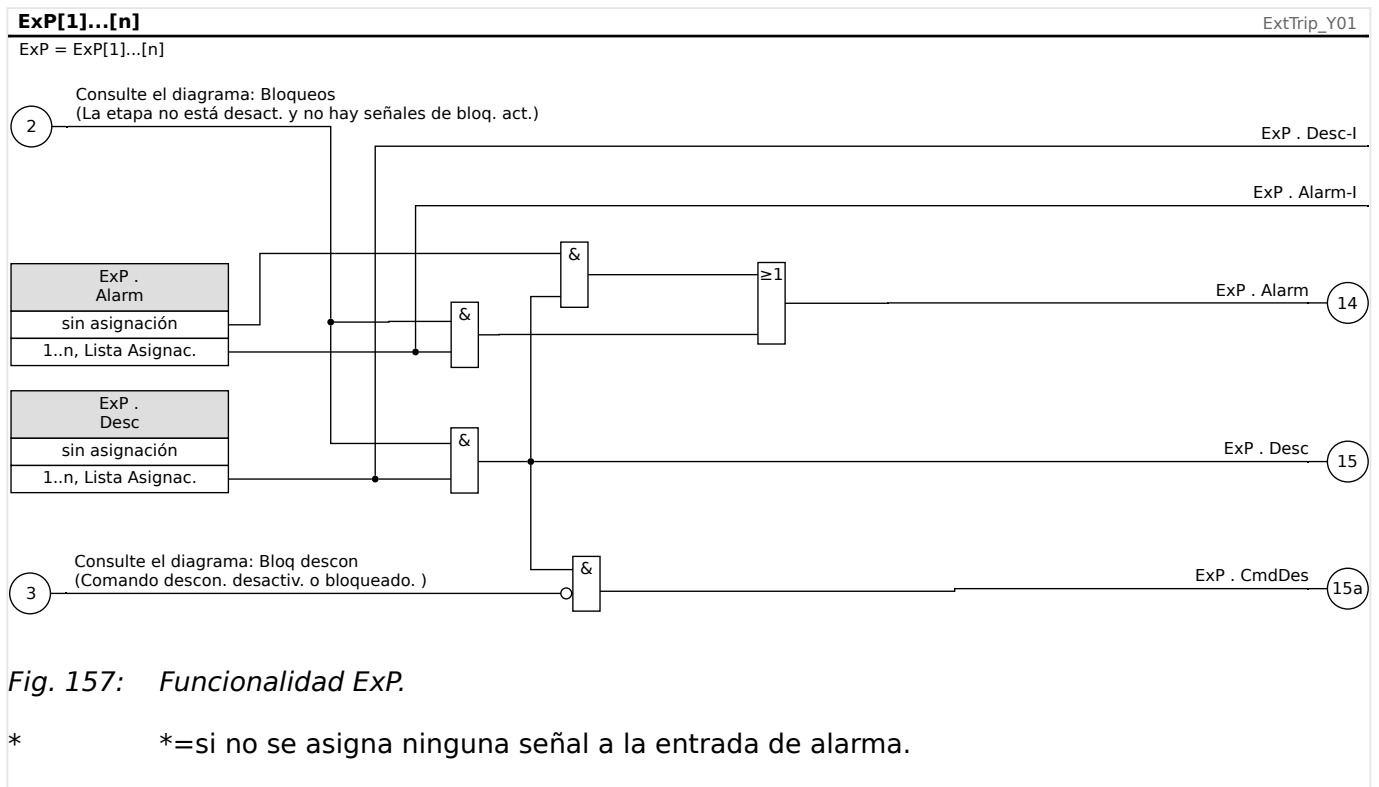 ExP[1]...[n]
ExtTrip_Y01
ExP = ExP[1]...[n]
Consulte el diagrama: Bloqueos
(La etapa no está desact. y no hay señales de bloq. act.)
2
ExP . Desc-I
ExP . Alarm-I
&
≥1
ExP .
Alarm
sin asignación
1..n, Lista Asignac.
&
ExP . Alarm
14
ExP .
Desc
sin asignación
1..n, Lista Asignac.
&
ExP . Desc
15
Consulte el diagrama: Bloq descon
(Comando descon. desactiv. o bloqueado. )
3
&
ExP . CmdDes
15a
Fig. 157: Funcionalidad ExP.
* *=si no se asigna ninguna señal a la entrada de alarma.